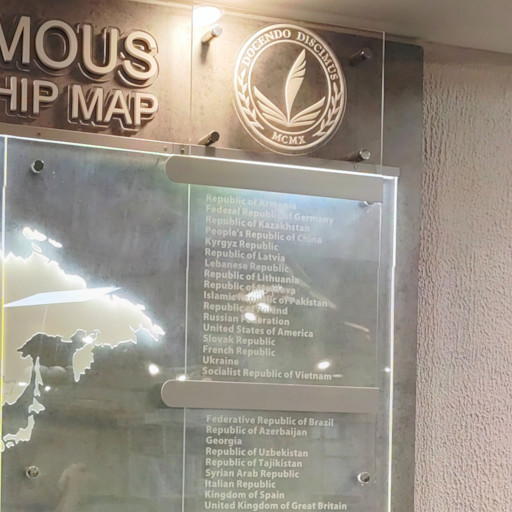 MOUS
HIP MAP
DOCENDO DISCIMUS
MCMX
Republic of Armenia
Federal Republic of Germany
Republic of Kazakhstan
People's Republic of China
Kyrgyz Republic
Republic of Latvia
Lebanese Republic
Republic of Lithuania
Republic of Moldova
Islamic Republic of Pakistan
Republic of
Russian Federation
United States of America
Slovak Republic
French Republic
Ukraine
Socialist Republic of Vietnam
Federative Republic of Brazil
Republic of Azerbaijan
Georgia
Republic of Uzbekistan
Republic of Tajikistan
Syrian Arab Republic
Italian Republic
Kingdom of Spain
United Kingdom of Great Britain